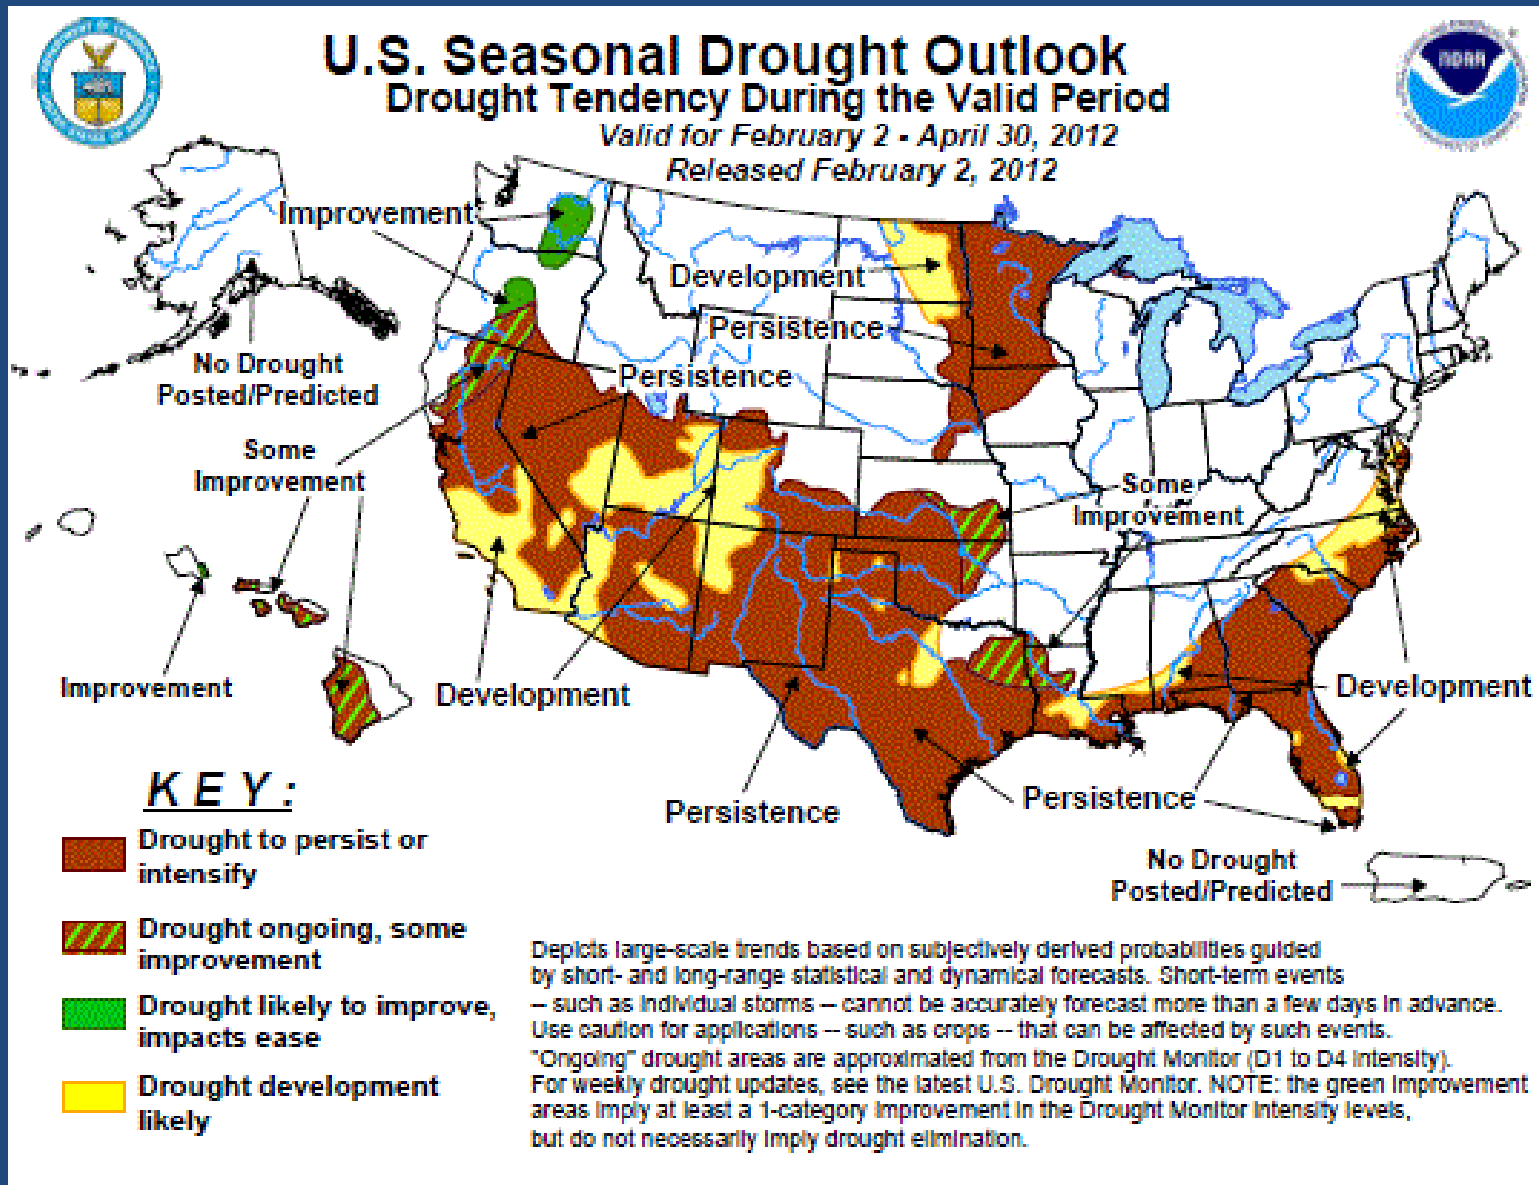 U.S. Seasonal Drought Outlook
Drought Tendency During the Valid Period
Valid for February 2 - April 30, 2012
Released February 2, 2012
NOAA
Improvement
Development
Persistence
No Drought
Posted/Predicted
Persistence
Some
Improvement
Some
Improvement
Improvement
Development
Development
Persistence
Persistence
No Drought
Posted/Predicted
KEY:
Drought to persist or
intensify
Drought ongoing, some
improvement
Drought likely to improve,
impacts ease
Drought development
likely
Depicts large-scale trends based on subjectively derived probabilities guided
by short- and long-range statistical and dynamical forecasts. Short-term events
-- such as individual storms -- cannot be accurately forecast more than a few days in advance.
Use caution for applications -- such as crops -- that can be affected by such events.
"Ongoing" drought areas are approximated from the Drought Monitor (D1 to D4 intensity).
For weekly drought updates, see the latest U.S. Drought Monitor. NOTE: the green improvement
areas imply at least a 1-category improvement in the Drought Monitor intensity levels,
but do not necessarily imply drought elimination.